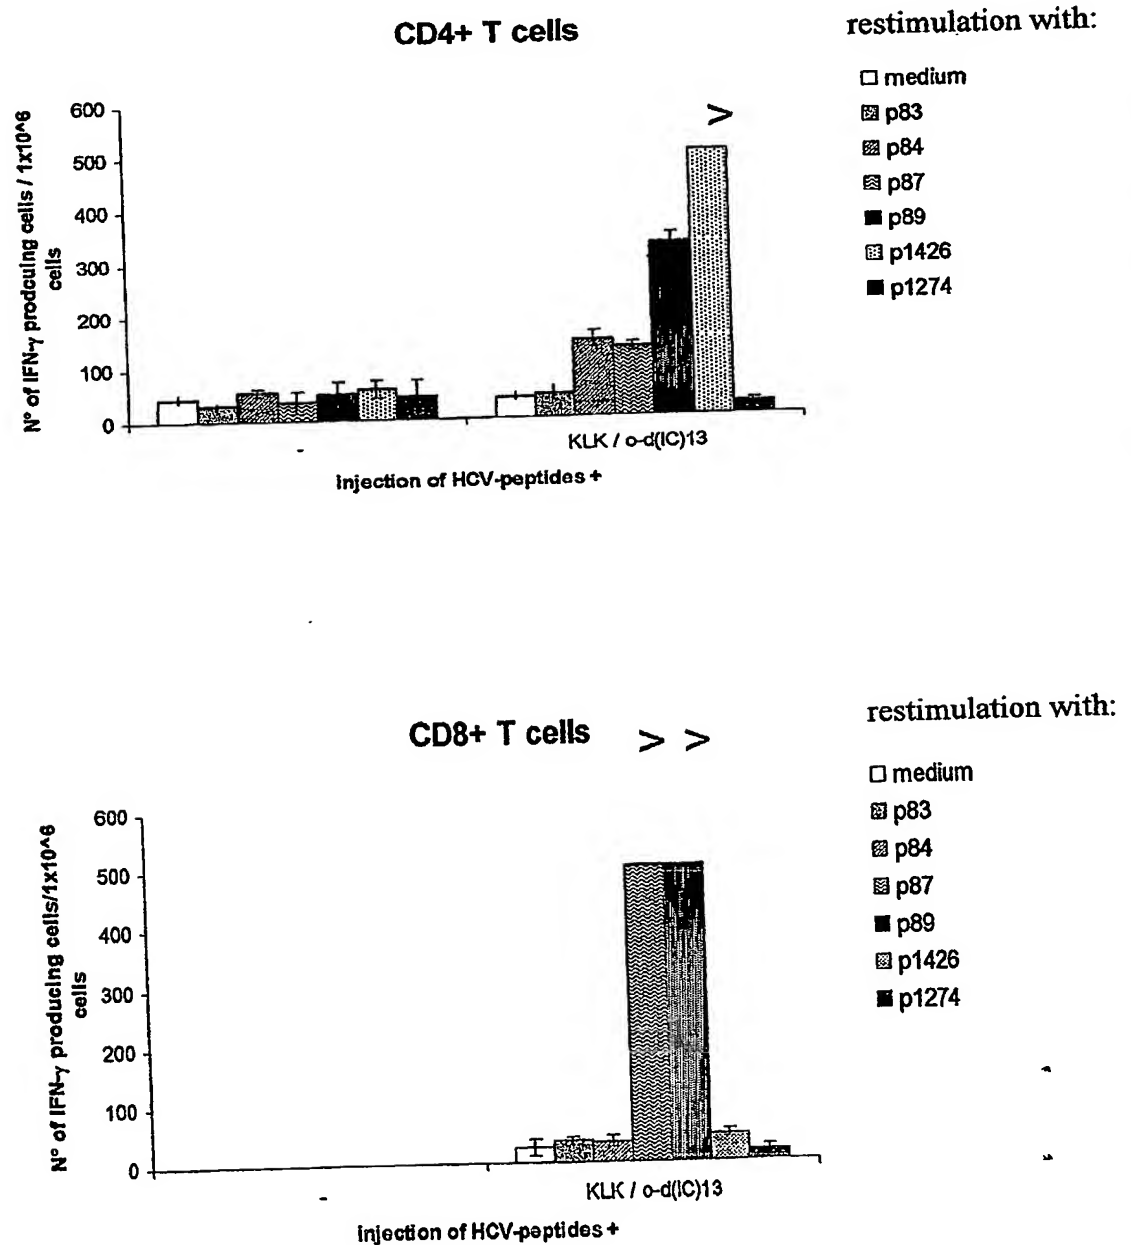 CD4+ T cells
restimulation with:
medium
p83
p84
p87
p89
p1426
p1274
>
600
500
400
300
200
100
0
N° of IFN-γ prodcuing cells / 1x10^6
cells
-
KLK / o-d(IC)13
injection of HCV-peptides +
CD8+ T cells
> >
restimulation with:
medium
p83
p84
p87
p89
p1426
p1274
600
500
400
300
200
100
0
N° of IFN-γ producing cells/1x10^6
cells
-
KLK / o-d(IC)13
injection of HCV-peptides +